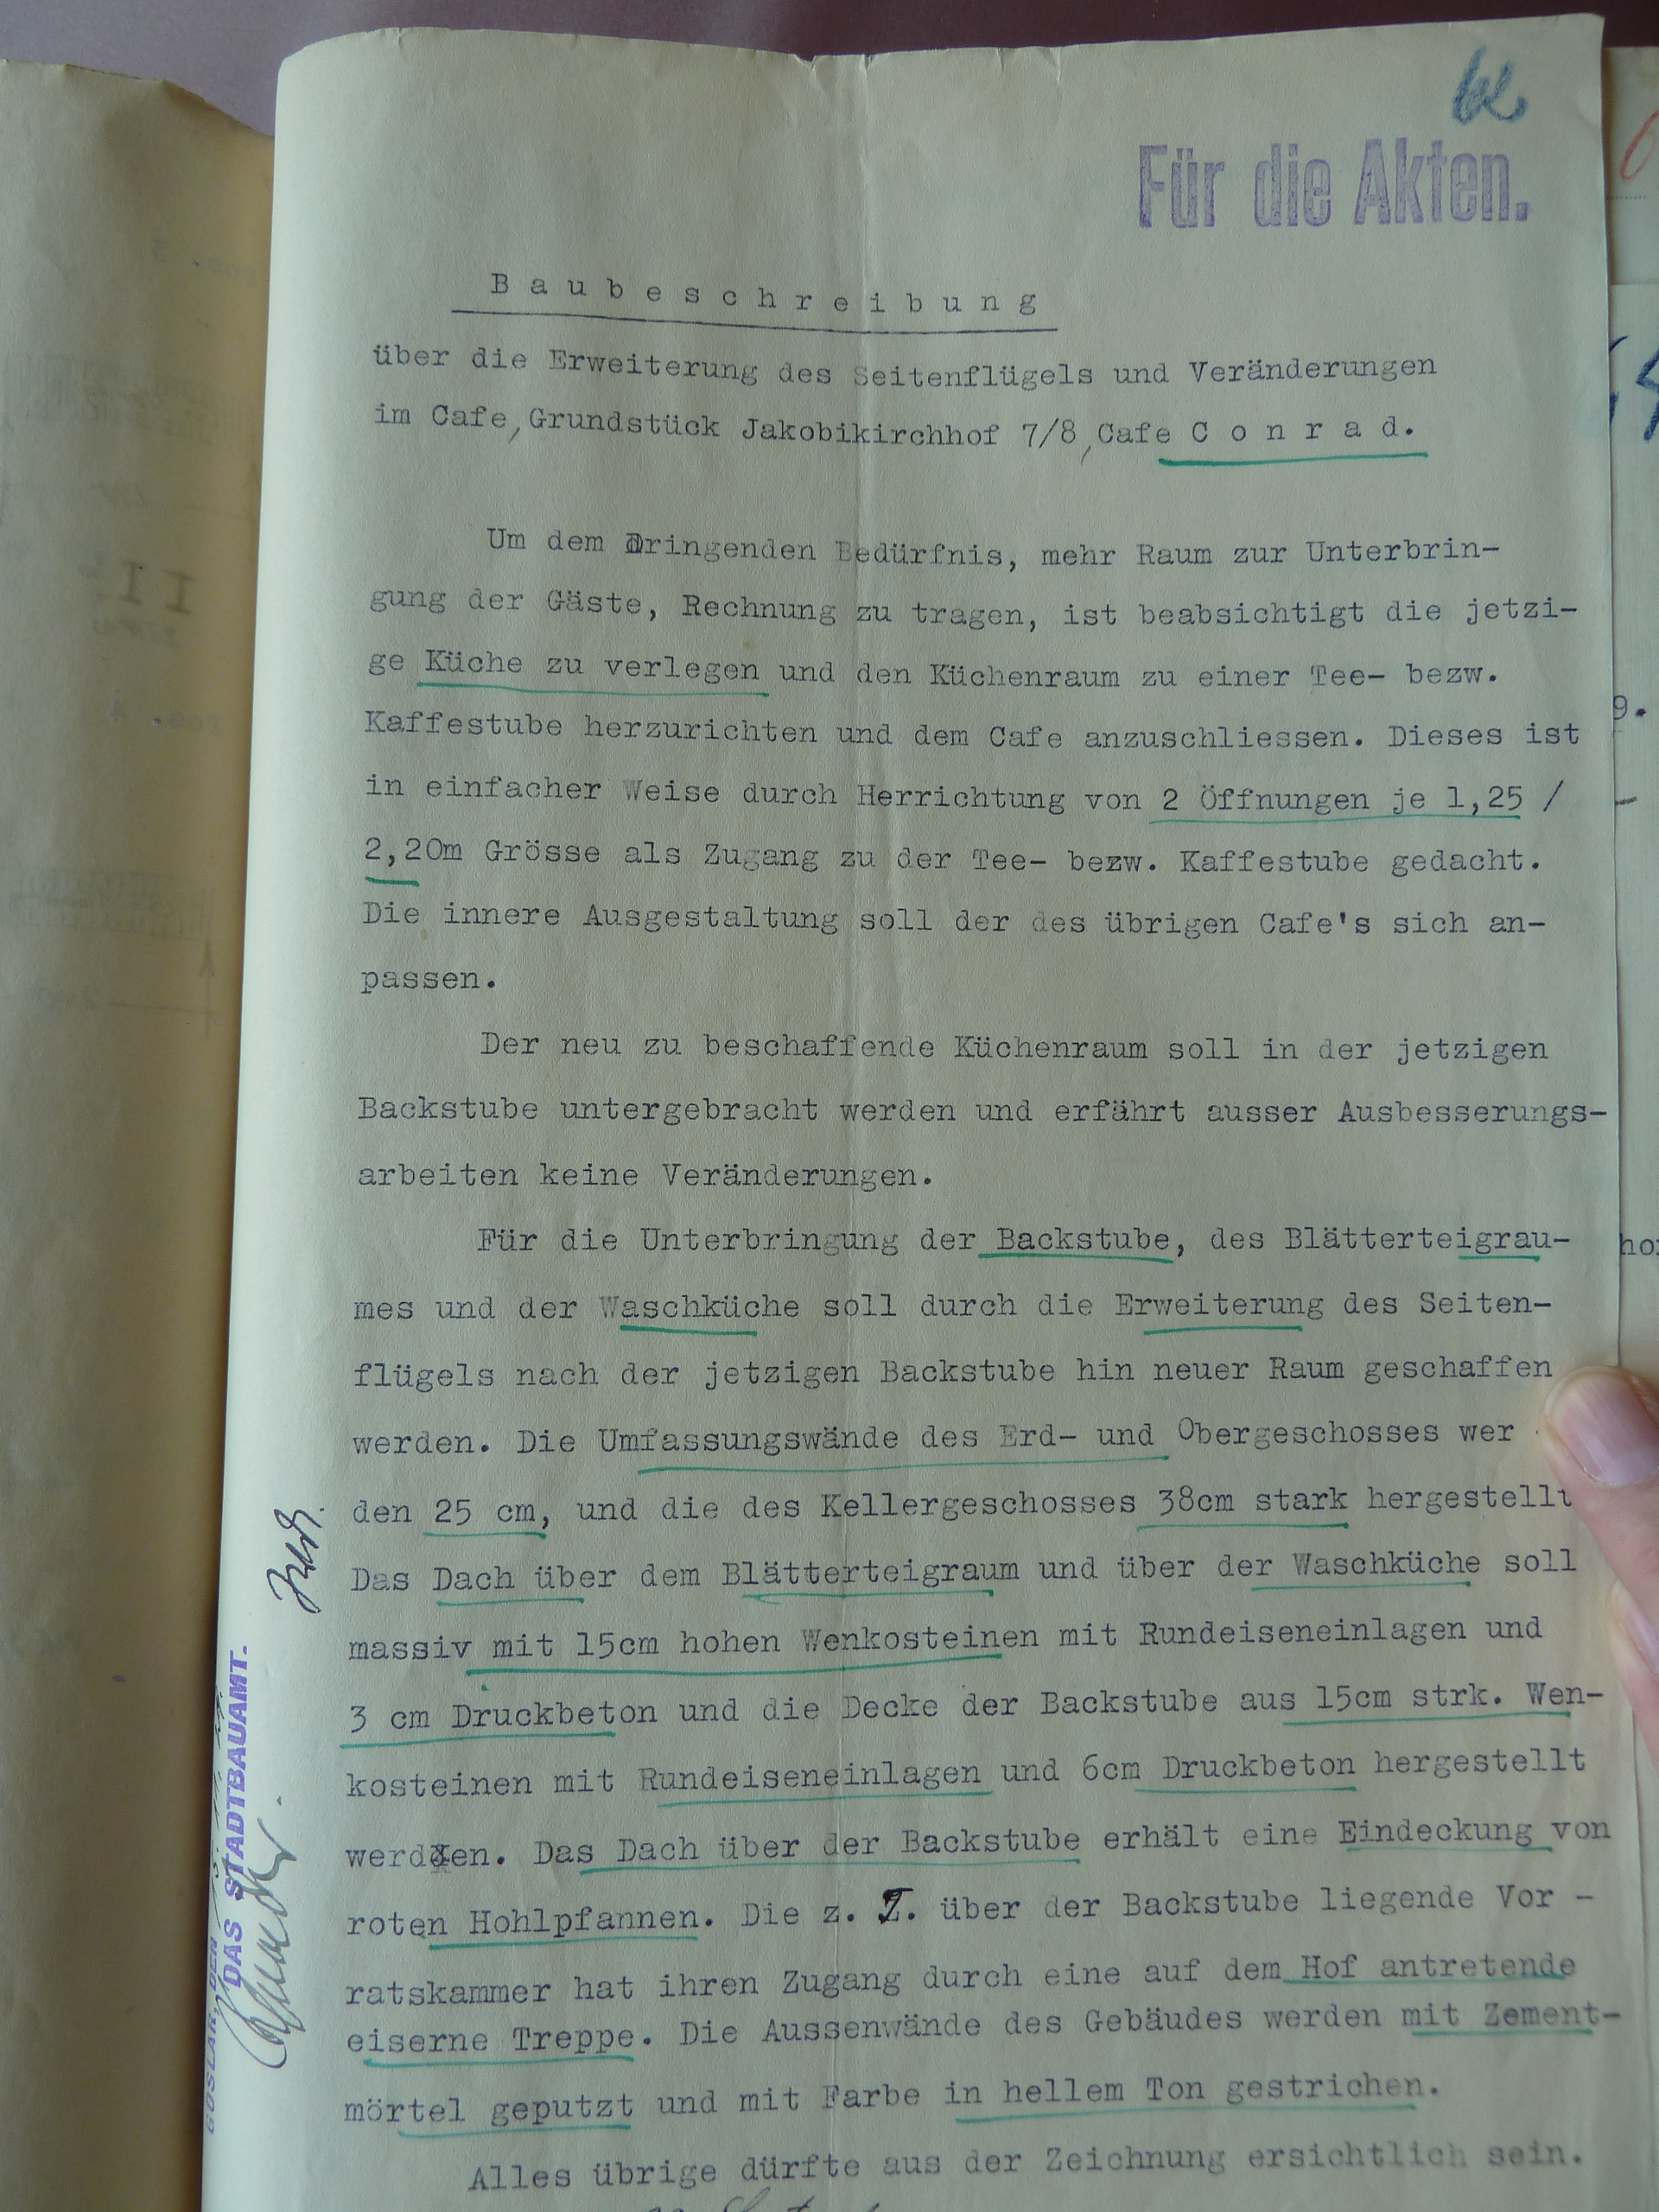 Für die Akten.
Baubeschreibung
über die Erweiterung des Seitenflügels und Veränderungen
im Cafe, Grundstück Jakobikirchhof 7/8, Cafe Conrad.
Um dem Dringenden Bedürfnis, mehr Raum zur Unterbrin-
gung der Gäste, Rechnung zu tragen, ist beabsichtigt die jetzi-
ge Küche zu verlegen und den Küchenraum zu einer Tee- bezw.
Kaffestube herzurichten und dem Cafe anzuschliessen. Dieses ist
in einfacher Weise durch Herrichtung von 2 Öffnungen je 1,25 /
2,20m Grösse als Zugang zu der Tee- bezw. Kaffestube gedacht.
Die innere Ausgestaltung soll der des übrigen Cafe's sich an-
passen.
Der neu zu beschaffende Küchenraum soll in der jetzigen
Backstube untergebracht werden und erfährt ausser Ausbesserungs-
arbeiten keine Veränderungen.
Für die Unterbringung der Backstube, des Blätterteigrau-
mes und der Waschküche soll durch die Erweiterung des Seiten-
flügels nach der jetzigen Backstube hin neuer Raum geschaffen
werden. Die Umfassungswände des Erd- und Obergeschosses wer
den 25 cm, und die des Kellergeschosses 38cm stark hergestellt
Das Dach über dem Blätterteigraum und über der Waschküche soll
massiv mit 15cm hohen Wenkosteinen mit Rundeiseneinlagen und
3 cm Druckbeton und die Decke der Backstube aus 15cm strk. Wen-
kosteinen mit Rundeiseneinlagen und 6cm Druckbeton hergestellt
werden. Das Dach über der Backstube erhält eine Eindeckung von
roten Hohlpfannen. Die z. Z. über der Backstube liegende Vor -
ratskammer hat ihren Zugang durch eine auf dem Hof antretende
eiserne Treppe. Die Aussenwände des Gebäudes werden mit Zement-
mörtel geputzt und mit Farbe in hellem Ton gestrichen.
Alles übrige dürfte aus der Zeichnung ersichtlich sein.
GOSLAR, DEN
DAS STADTBAUAMT.